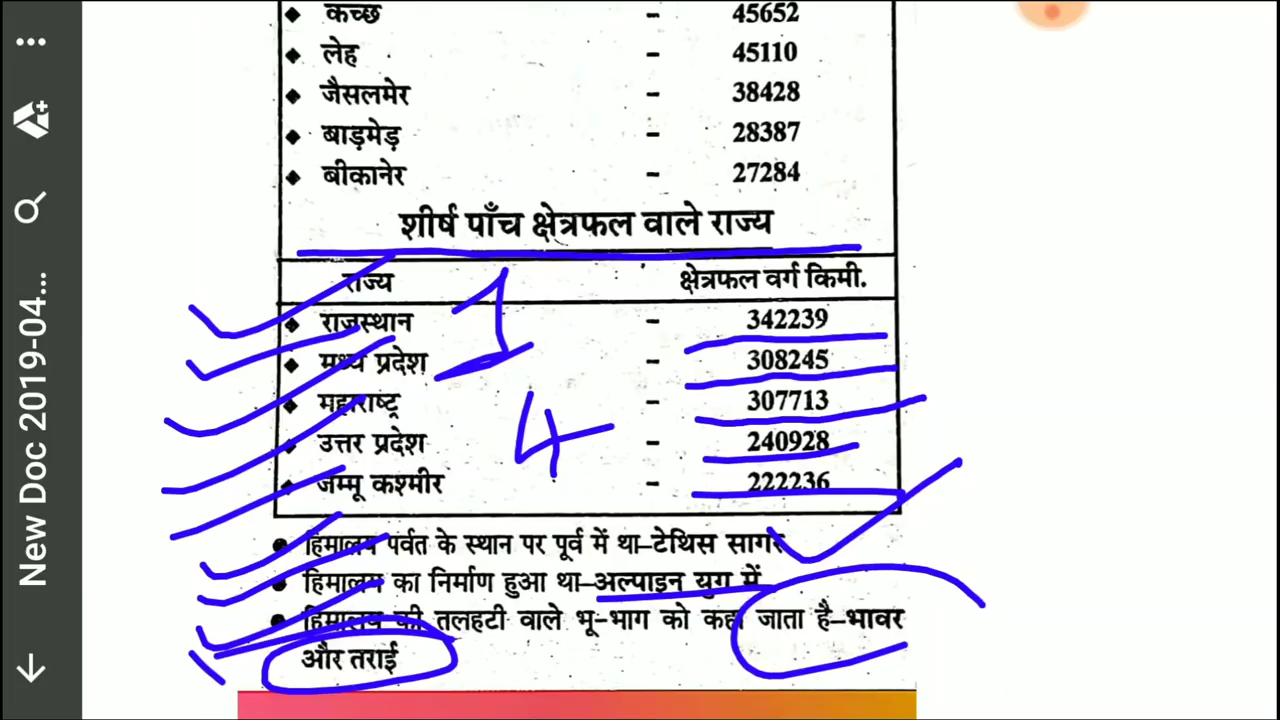 New Doc 2019-04...
◆ कच्छ - 45652
◆ लेह - 45110
◆ जैसलमेर - 38428
◆ बाड़मेड़ - 28387
◆ बीकानेर - 27284
शीर्ष पाँच क्षेत्रफल वाले राज्य
राज्य क्षेत्रफल वर्ग किमी.
◆ राजस्थान - 342239
◆ मध्य प्रदेश - 308245
◆ महाराष्ट्र - 307713
◆ उत्तर प्रदेश - 240928
◆ जम्मू कश्मीर - 222236
1
4
● हिमालय पर्वत के स्थान पर पूर्व में था–टेथिस सागर
● हिमालय का निर्माण हुआ था–अल्पाइन युग में
● हिमालय की तलहटी वाले भू-भाग को कहा जाता है–भावर
और तराई